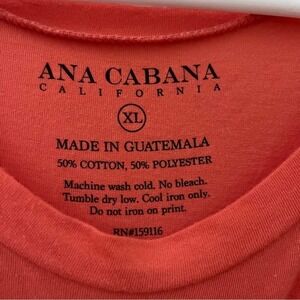 ANA CABANA
CALIFORNIA
XL
MADE IN GUATEMALA
50% COTTON, 50% POLYESTER
Machine wash cold. No bleach.
Tumble dry low. Cool iron only.
Do not iron on print.
RN#159116